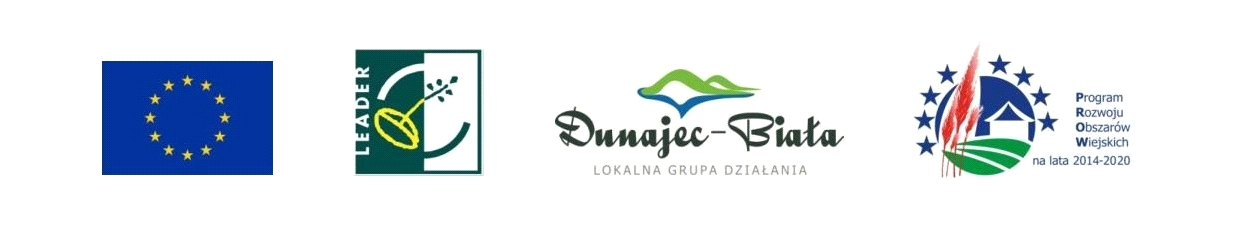 LEADER
Dunajec-Biała
LOKALNA GRUPA DZIAŁANIA
Program
Rozwoju
Obszarów
Wiejskich
na lata 2014-2020